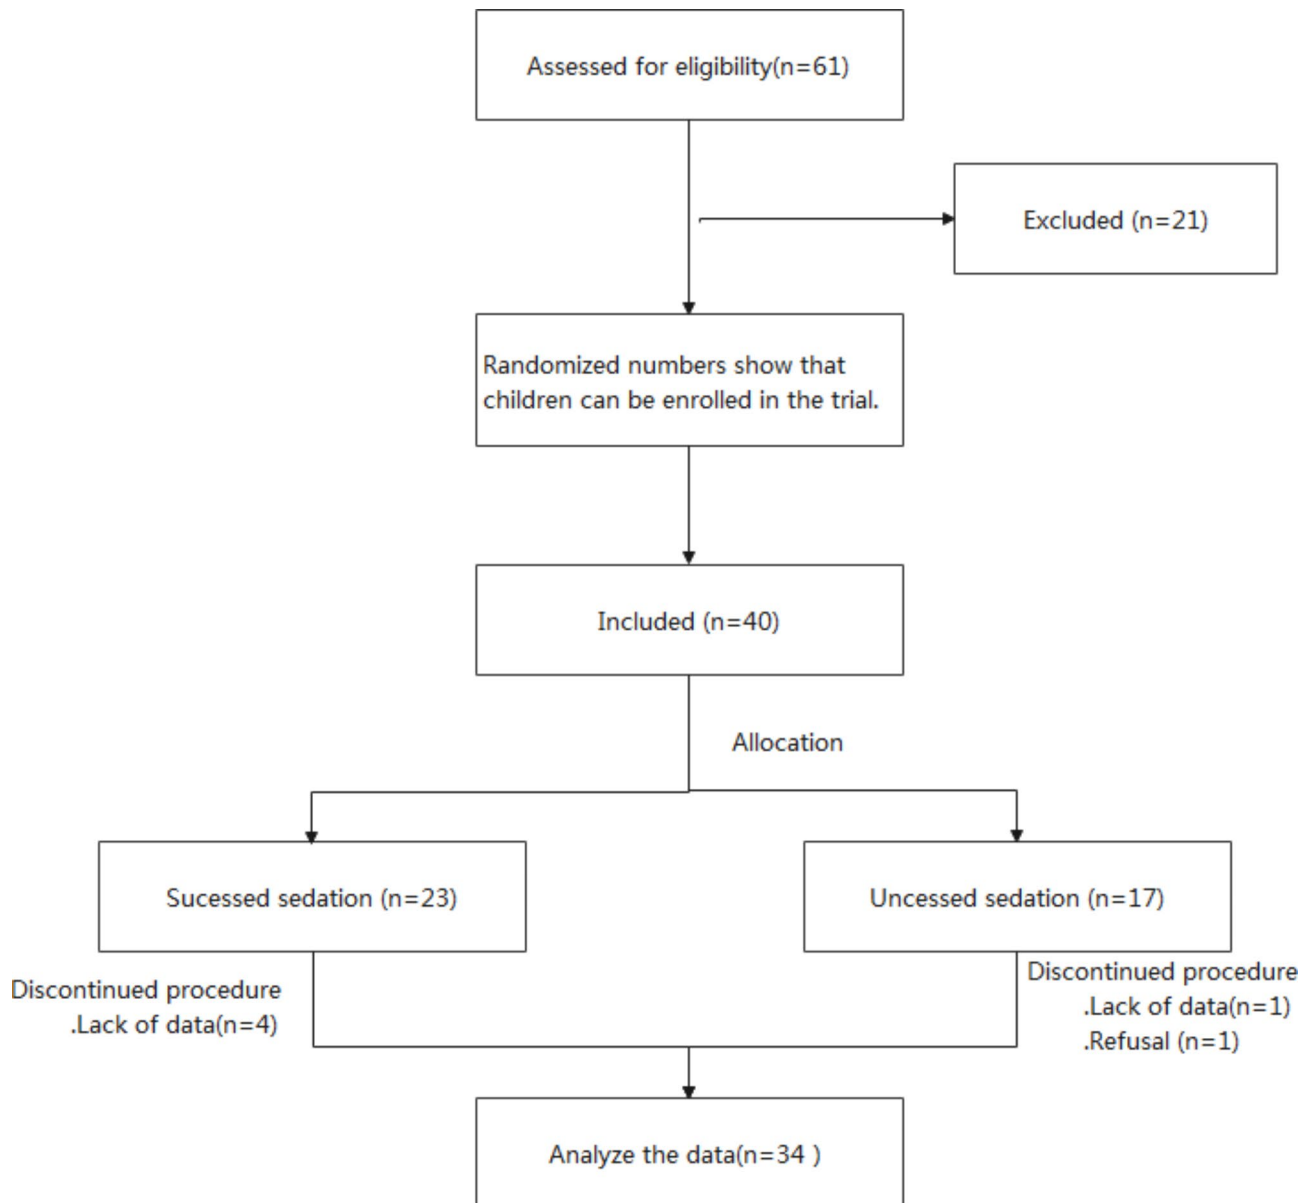 Assessed for eligibility(n=61)
Excluded (n=21)
Randomized numbers show that
children can be enrolled in the trial.
Included (n=40)
Allocation
Sucessed sedation (n=23)
Uncessed sedation (n=17)
Discontinued procedure
.Lack of data(n=4)
Discontinued procedure
.Lack of data(n=1)
.Refusal (n=1)
Analyze the data(n=34 )